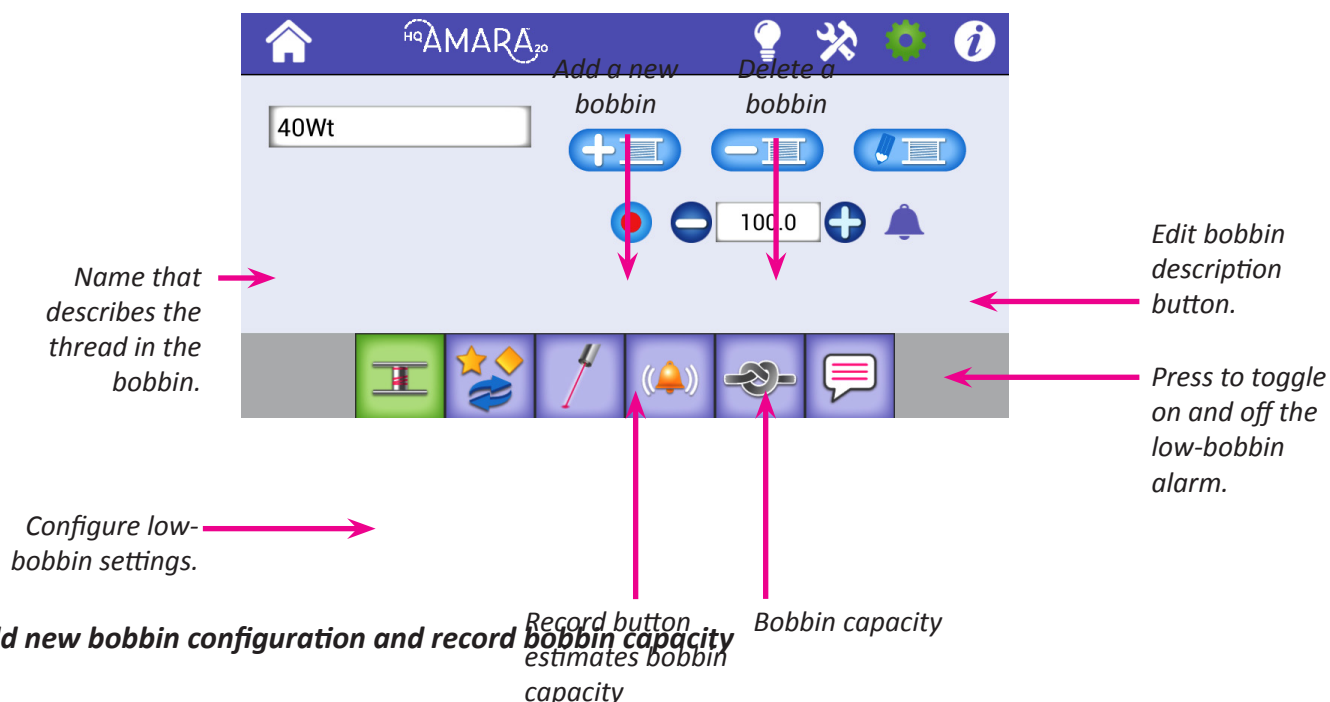 HQ AMARA 20
Add a new
bobbin
Delete a
bobbin
40Wt
100.0
Name that
describes the
thread in the
bobbin.
Edit bobbin
description
button.
Press to toggle
on and off the
low-bobbin
alarm.
Configure low-
bobbin settings.
Record button
estimates bobbin
capacity
Bobbin capacity
d new bobbin configuration and record bobbin capacity